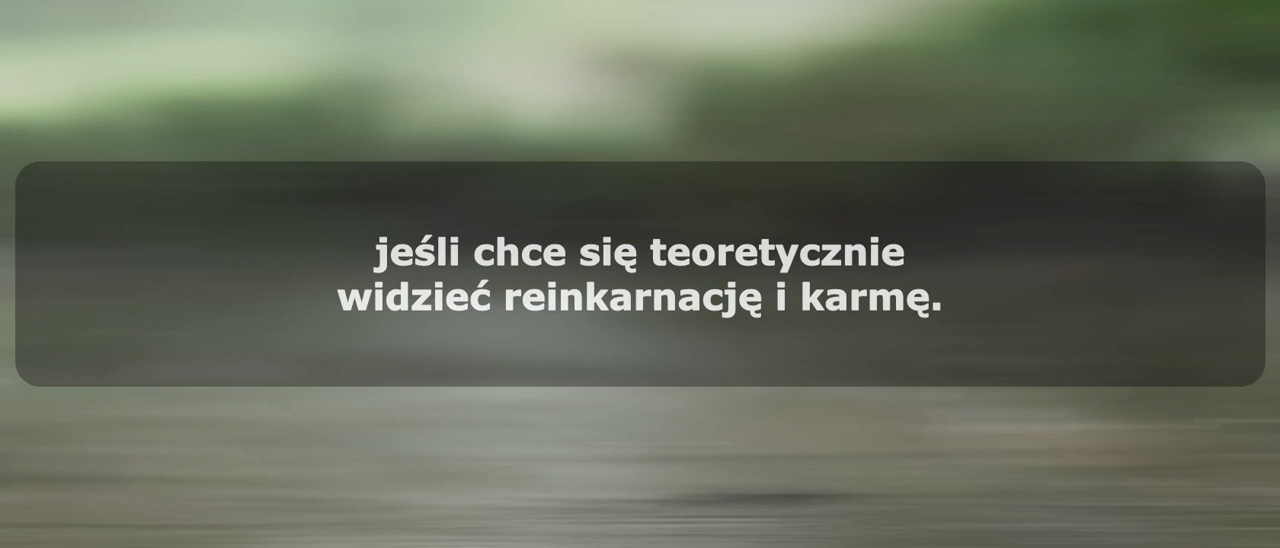 jeśli chce się teoretycznie
widzieć reinkarnację i karmę.